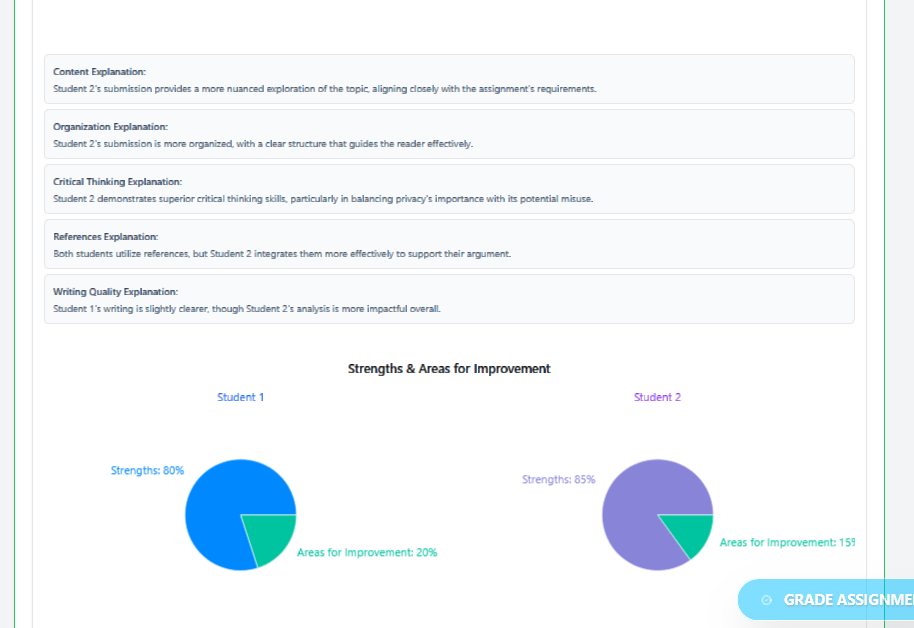 Content Explanation:
Student 2's submission provides a more nuanced exploration of the topic, aligning closely with the assignment's requirements.
Organization Explanation:
Student 2's submission is more organized, with a clear structure that guides the reader effectively.
Critical Thinking Explanation:
Student 2 demonstrates superior critical thinking skills, particularly in balancing privacy's importance with its potential misuse.
References Explanation:
Both students utilize references, but Student 2 integrates them more effectively to support their argument.
Writing Quality Explanation:
Student 1's writing is slightly clearer, though Student 2's analysis is more impactful overall.
Strengths & Areas for Improvement
Student 1
Student 2
Strengths: 80%
Areas for Improvement: 20%
Strengths: 85%
Areas for Improvement: 15%
GRADE